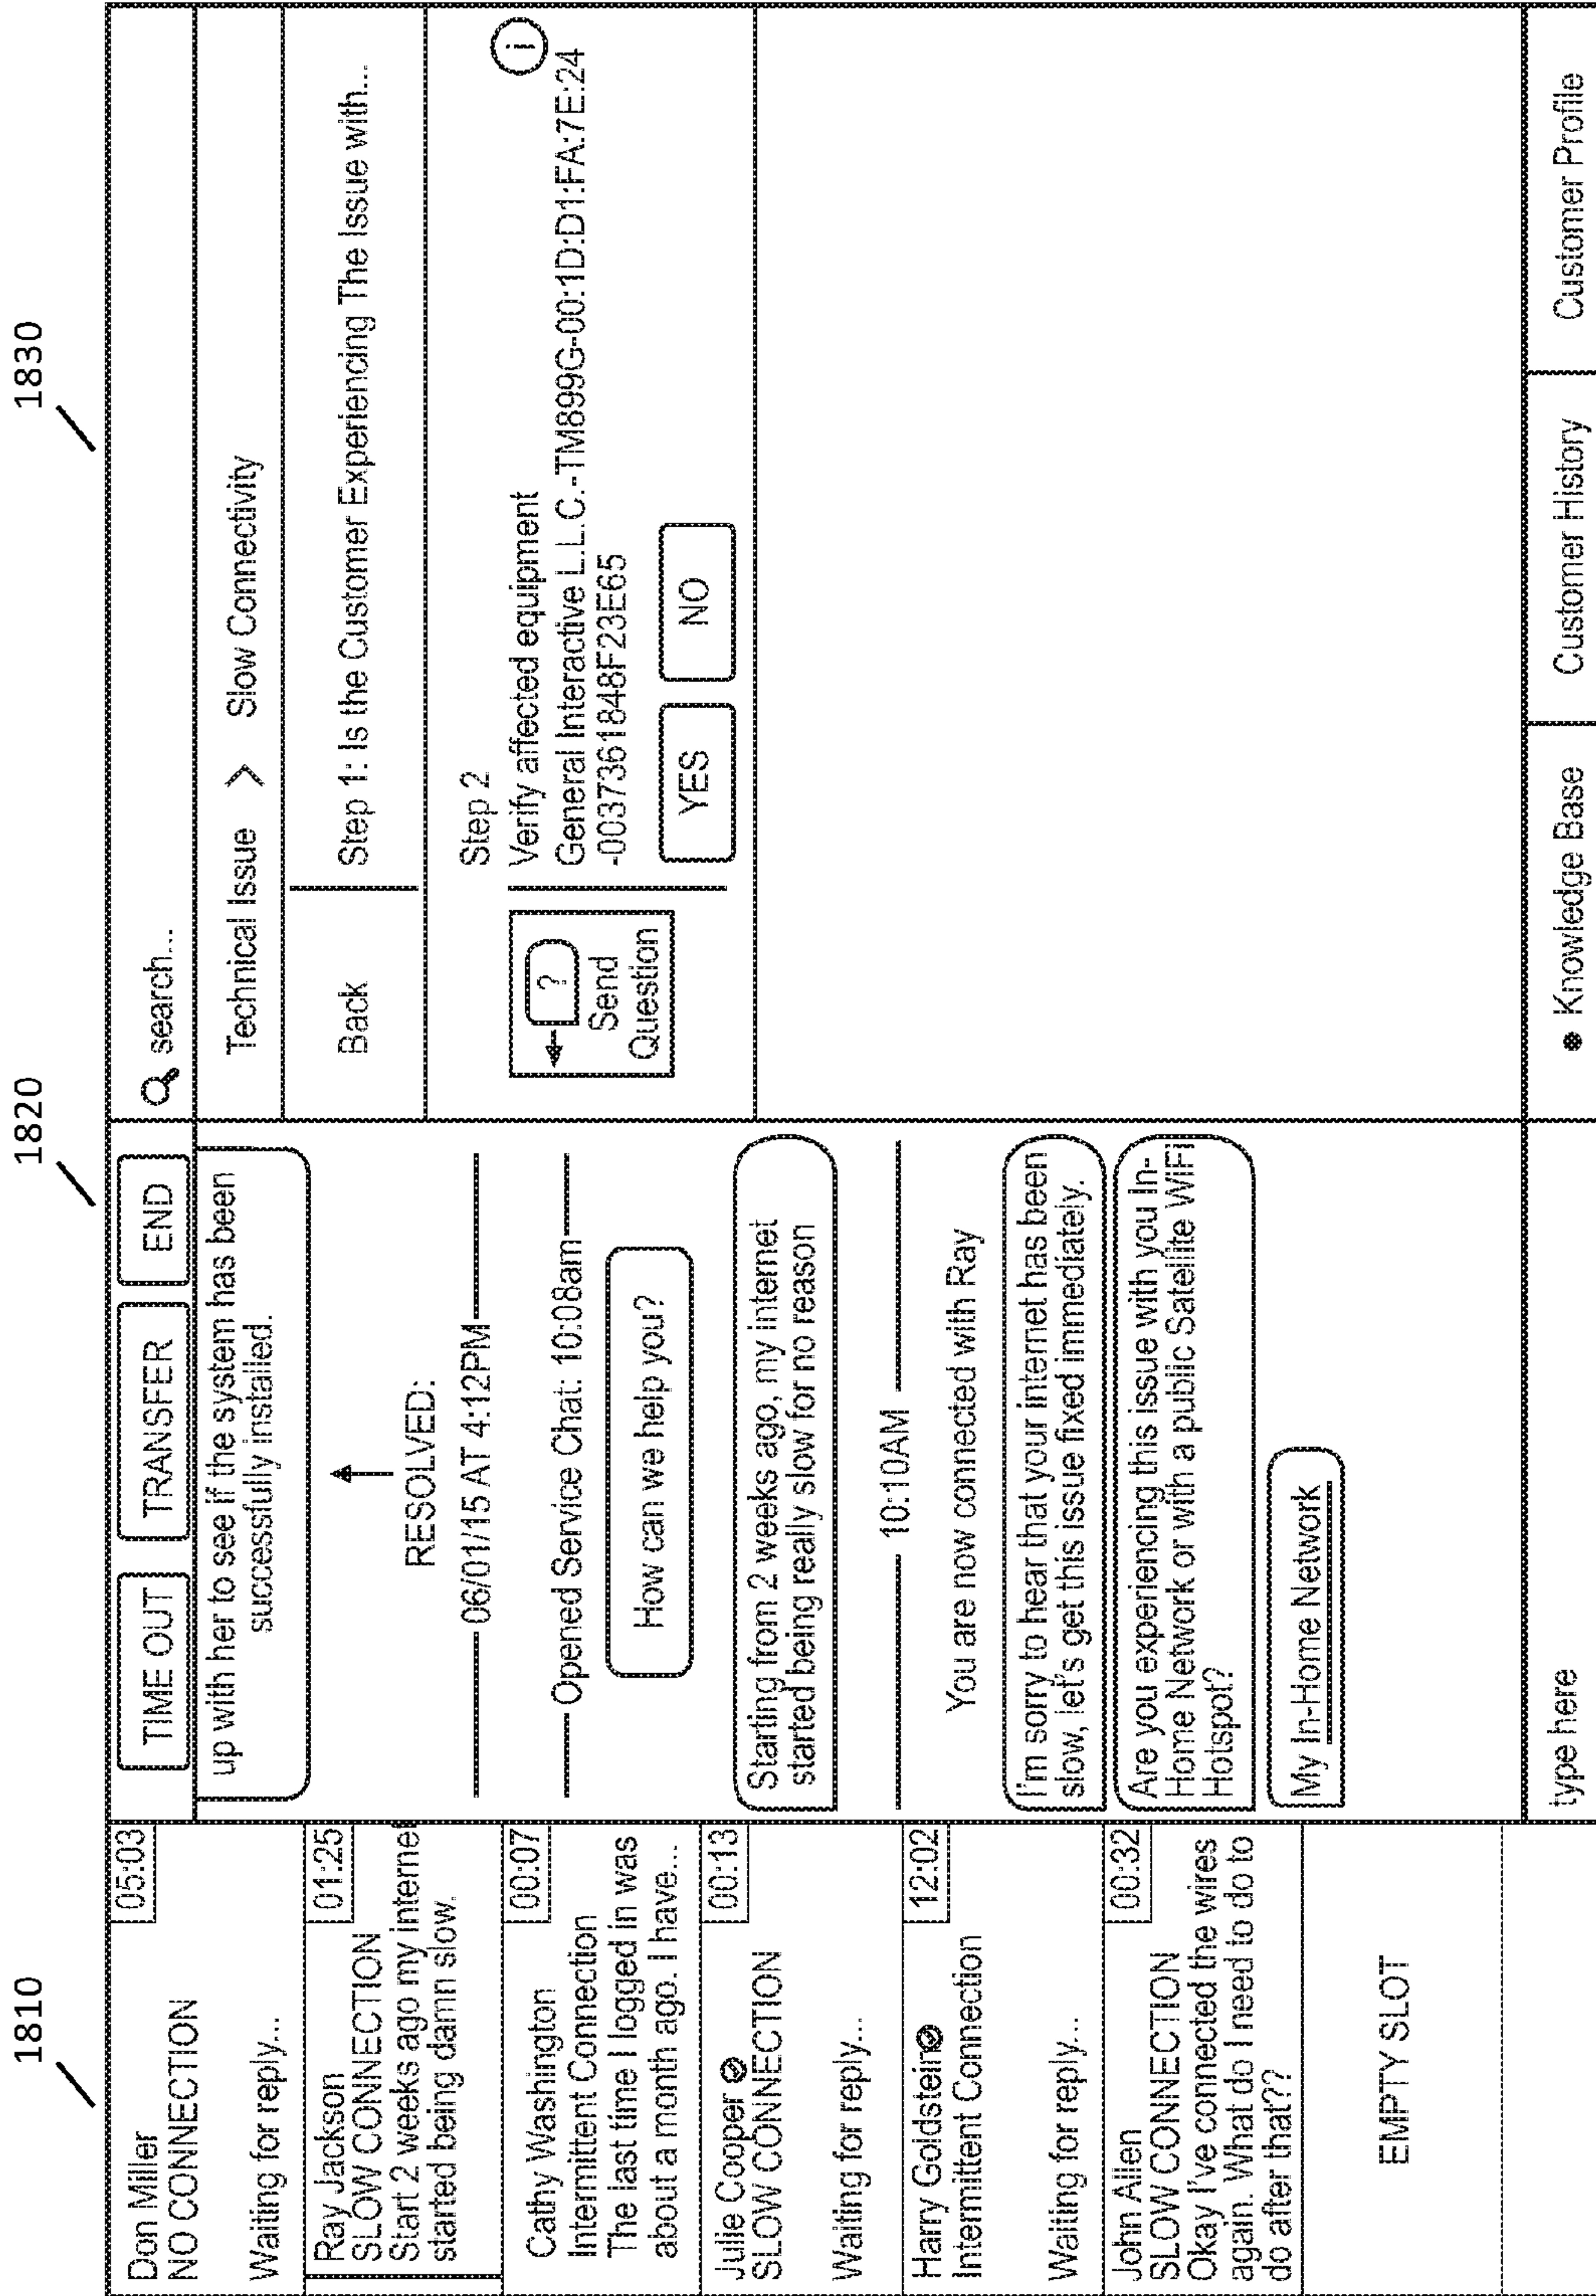 1810
1820
1830
Don Miller
05:03
NO CONNECTION
Waiting for reply...
Ray Jackson
01:25
SLOW CONNECTION
Start 2 weeks ago my internet
started being damn slow.
Cathy Washington
00:07
Intermittent Connection
The last time I logged in was
about a month ago. I have...
Julie Cooper
00:13
SLOW CONNECTION
Waiting for reply...
Harry Goldstein
12:02
Intermittent Connection
Waiting for reply...
John Allen
00:32
SLOW CONNECTION
Okay I've connected the wires
again. What do I need to do to
do after that??
EMPTY SLOT
TIME OUT
TRANSFER
END
up with her to see if the system has been
successfully installed.
RESOLVED:
06/01/15 AT 4:12PM
Opened Service Chat: 10:08am
How can we help you?
Starting from 2 weeks ago, my internet
started being really slow for no reason
10:10AM
You are now connected with Ray
I'm sorry to hear that your internet has been
slow, let's get this issue fixed immediately.
Are you experiencing this issue with you In-
Home Network or with a public Satellite WiFi
Hotspot?
My In-Home Network
type here
search...
Technical Issue > Slow Connectivity
Back
Step 1: Is the Customer Experiencing The Issue with...
?
Send
Question
Step 2
i
Verify affected equipment
General Interactive L.L.C.-TM899G-00:1D:D1:FA:7E:24
-0037361848F23E65
YES
NO
Knowledge Base
Customer History
Customer Profile